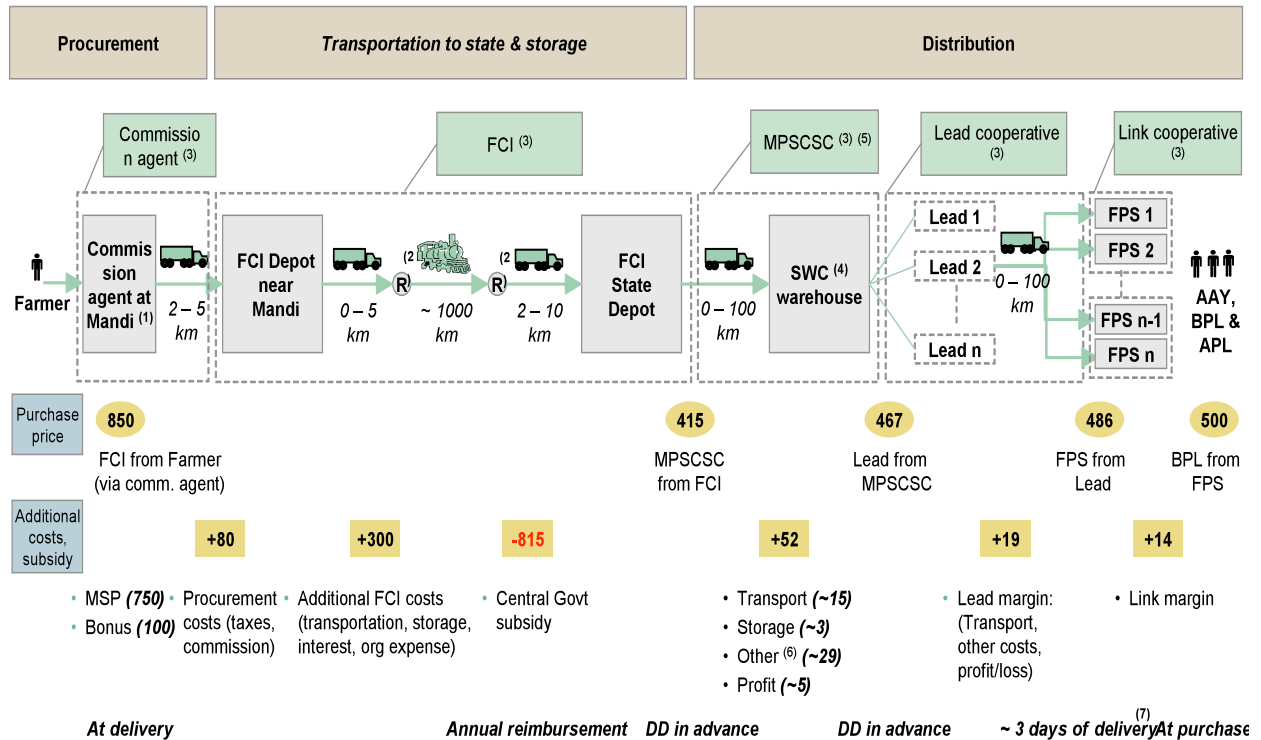 Procurement
Transportation to state & storage
Distribution
Commissio
n agent (3)
FCI (3)
MPSCSC (3) (5)
Lead cooperative
(3)
Link cooperative
(3)
Farmer
Commis
sion
agent at
Mandi (1)
2 – 5
km
FCI Depot
near
Mandi
0 – 5
km
R
(2)
~ 1000
km
R
(2)
2 – 10
km
FCI
State
Depot
0 – 100
km
SWC (4)
warehouse
Lead 1
Lead 2
Lead n
0 – 100
km
FPS 1
FPS 2
FPS n-1
FPS n
AAY,
BPL &
APL
Purchase
price
850
415
467
486
500
FCI from Farmer
(via comm. agent)
MPSCSC
from FCI
Lead from
MPSCSC
FPS from
Lead
BPL from
FPS
Additional
costs,
subsidy
+80
+300
-815
+52
+19
+14
• MSP (750)
• Bonus (100)
• Procurement
costs (taxes,
commission)
• Additional FCI costs
(transportation, storage,
interest, org expense)
• Central Govt
subsidy
• Transport (~15)
• Storage (~3)
• Other (6) (~29)
• Profit (~5)
• Lead margin:
(Transport,
other costs,
profit/loss)
• Link margin
At delivery
Annual reimbursement
DD in advance
DD in advance
~ 3 days of delivery (7)
At purchase